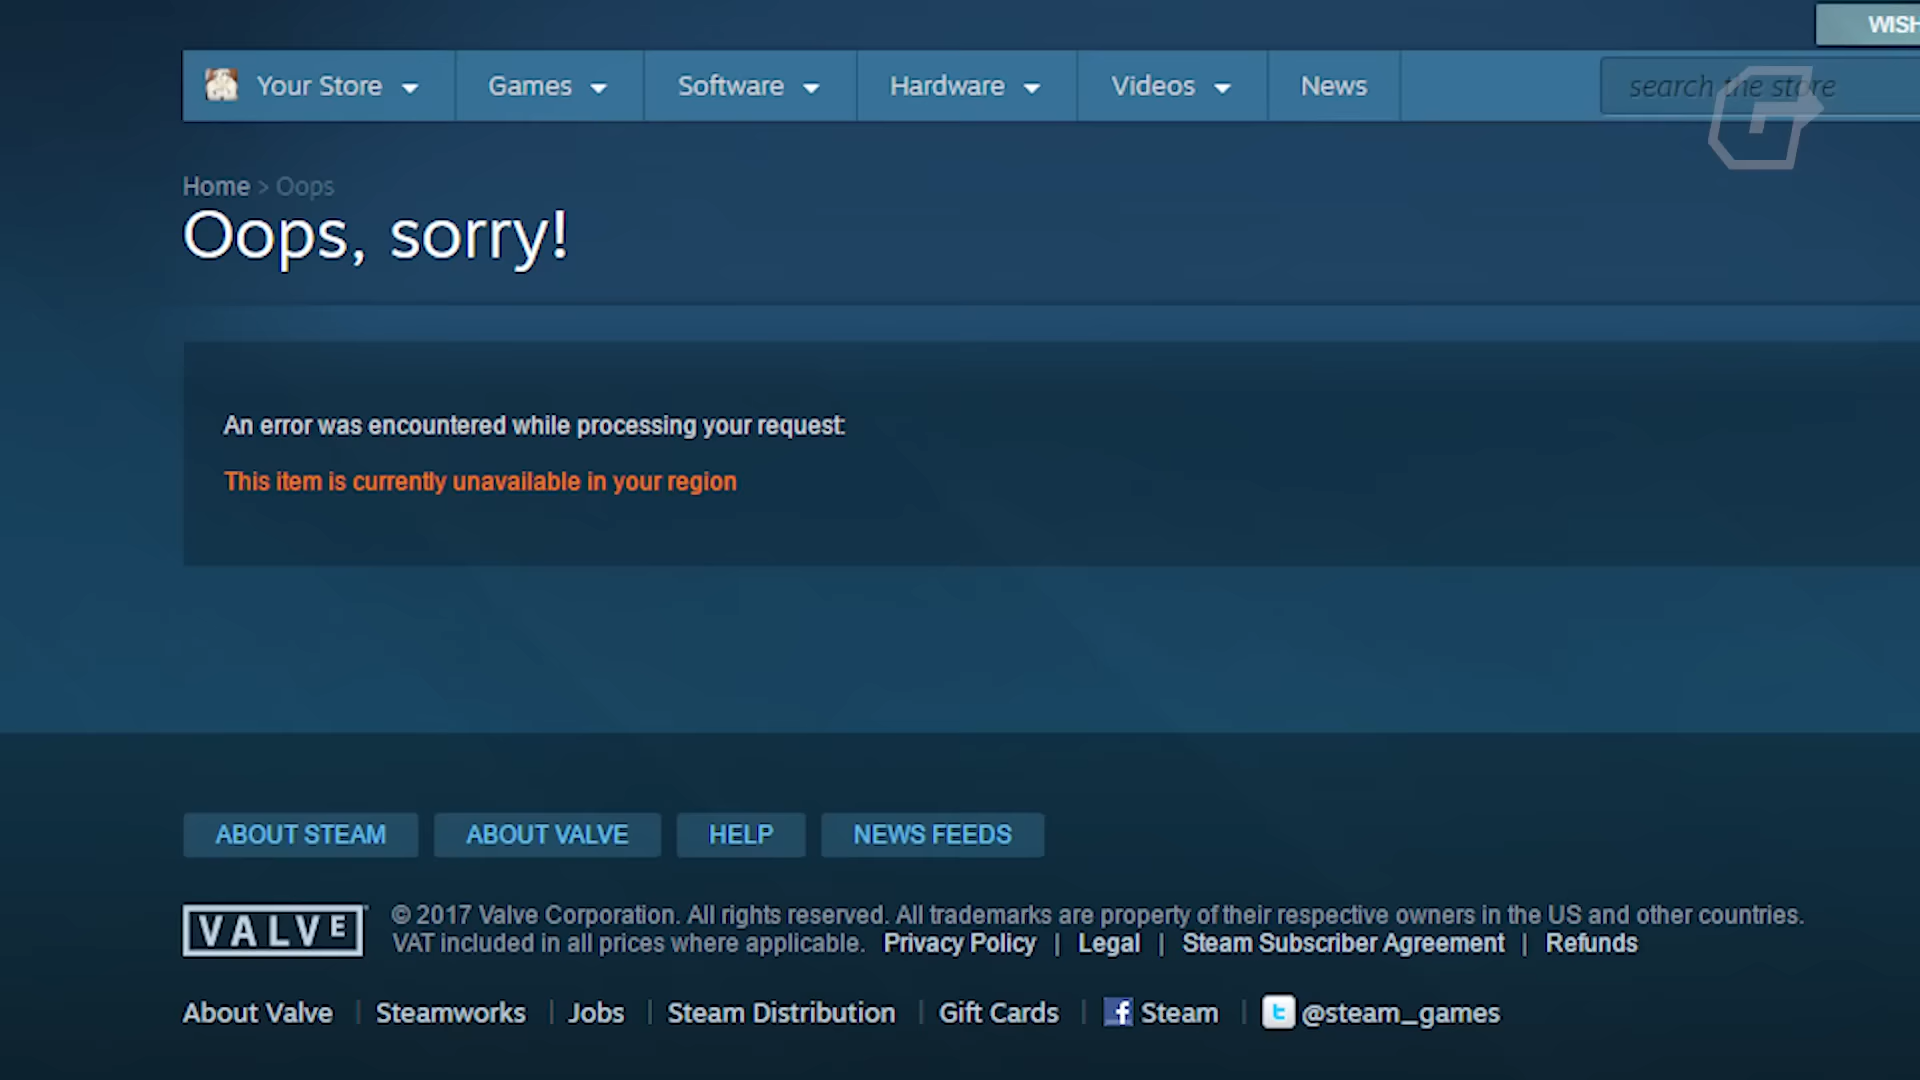 WISH
Your Store
Games
Software
Hardware
Videos
News
search the store
Home > Oops
Oops, sorry!
An error was encountered while processing your request:
This item is currently unavailable in your region
ABOUT STEAM
ABOUT VALVE
HELP
NEWS FEEDS
VALVE
© 2017 Valve Corporation. All rights reserved. All trademarks are property of their respective owners in the US and other countries.
VAT included in all prices where applicable. Privacy Policy | Legal | Steam Subscriber Agreement | Refunds
About Valve | Steamworks | Jobs | Steam Distribution | Gift Cards | f Steam | t @steam_games